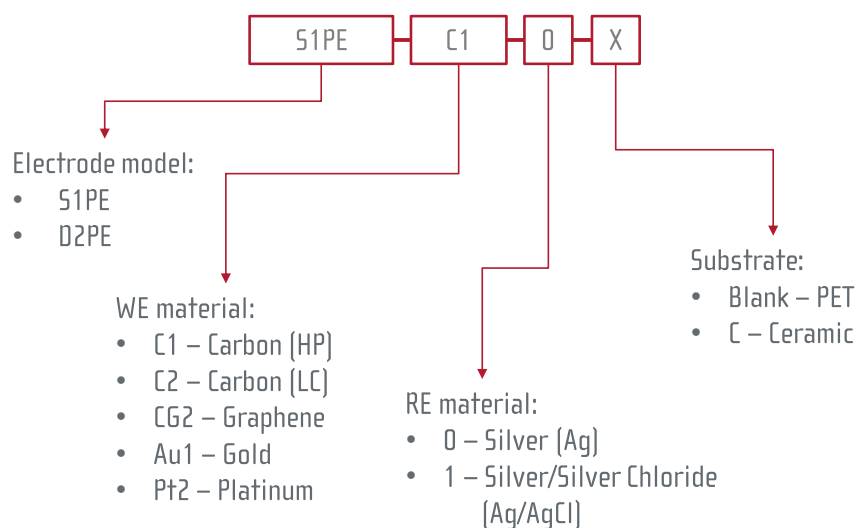 S1PE C1 0 X
Electrode model:
• S1PE
• D2PE
WE material:
• C1 – Carbon (HP)
• C2 – Carbon (LC)
• CG2 – Graphene
• Au1 – Gold
• Pt2 – Platinum
RE material:
• 0 – Silver (Ag)
• 1 – Silver/Silver Chloride
(Ag/AgCl)
Substrate:
• Blank – PET
• C – Ceramic